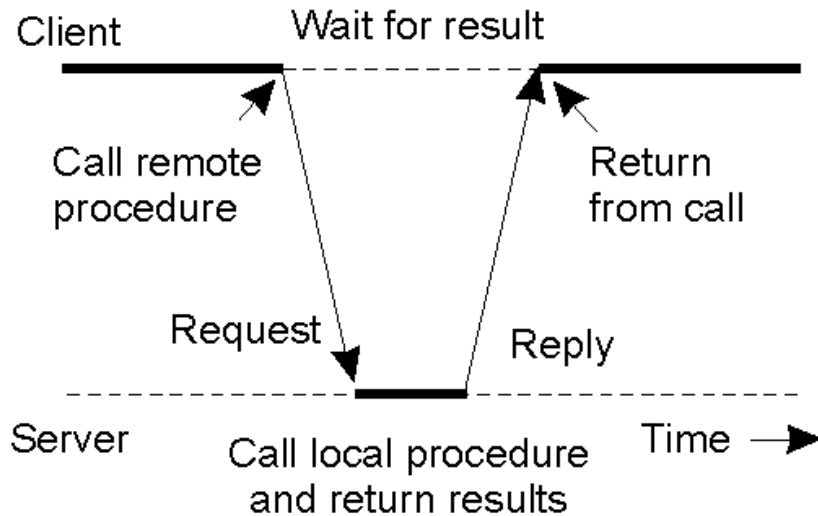 Client
Wait for result
Call remote
procedure
Return
from call
Request
Reply
Server
Call local procedure
and return results
Time